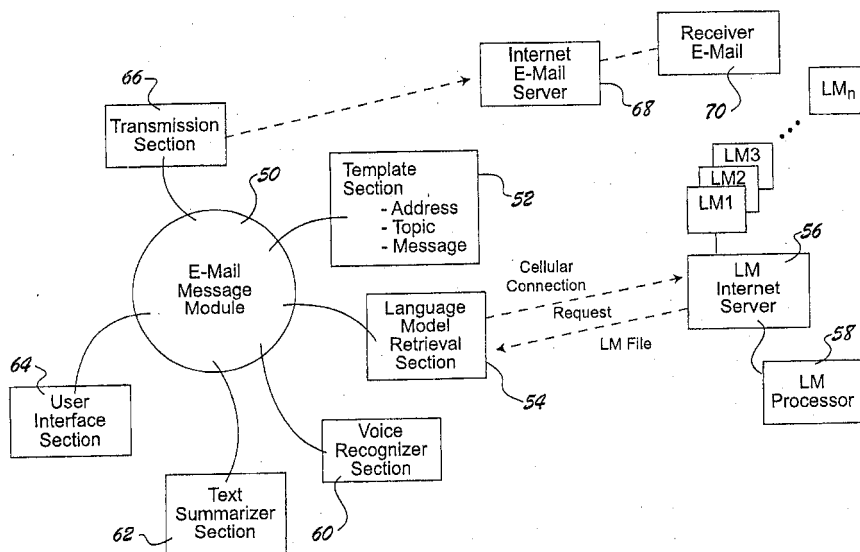 66
Transmission
Section
Internet
E-Mail
Server
68
Receiver
E-Mail
70
LMn
LM3
LM2
LM1
50
E-Mail
Message
Module
Template
Section
- Address
- Topic
- Message
52
Language
Model
Retrieval
Section
54
Cellular
Connection
Request
LM File
56
LM
Internet
Server
58
LM
Processor
64
User
Interface
Section
Voice
Recognizer
Section
60
Text
Summarizer
Section
62